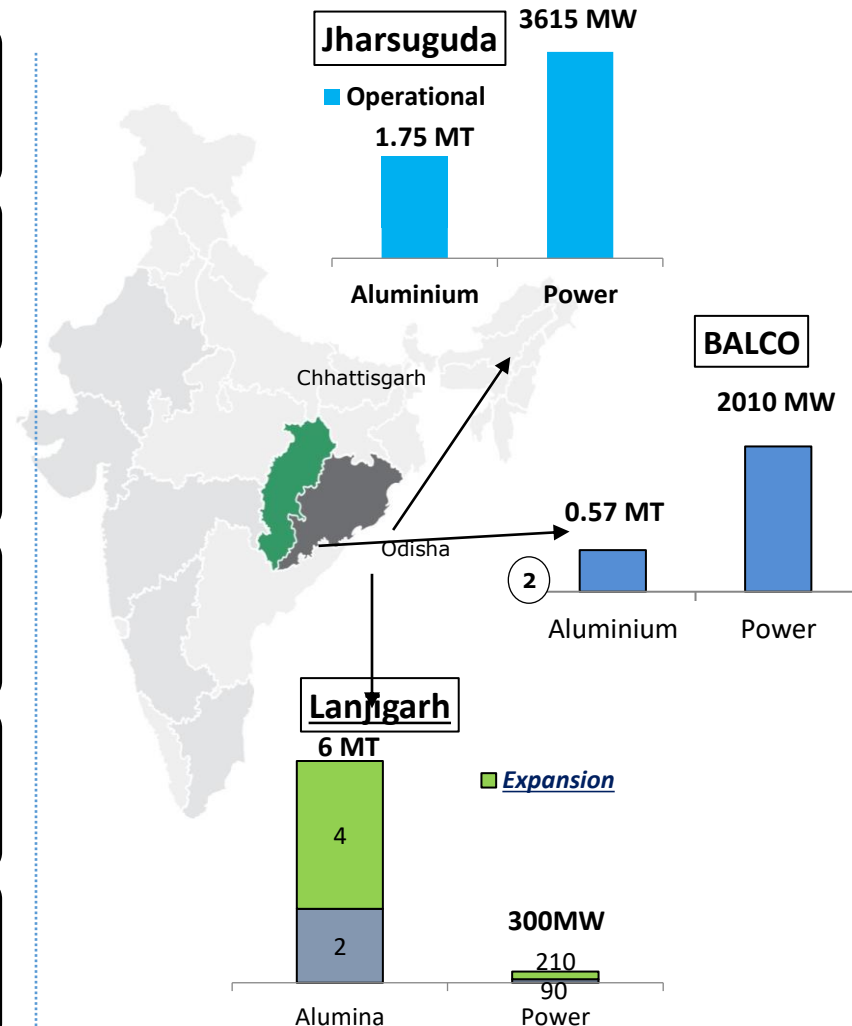 3615 MW
Jharsuguda
Operational
1.75 MT
Aluminium Power
BALCO
Chhattisgarh
2010 MW
0.57 MT
Odisha
2
Aluminium Power
Lanjigarh
6 MT
Expansion
4
300MW
2
210
90
Alumina Power